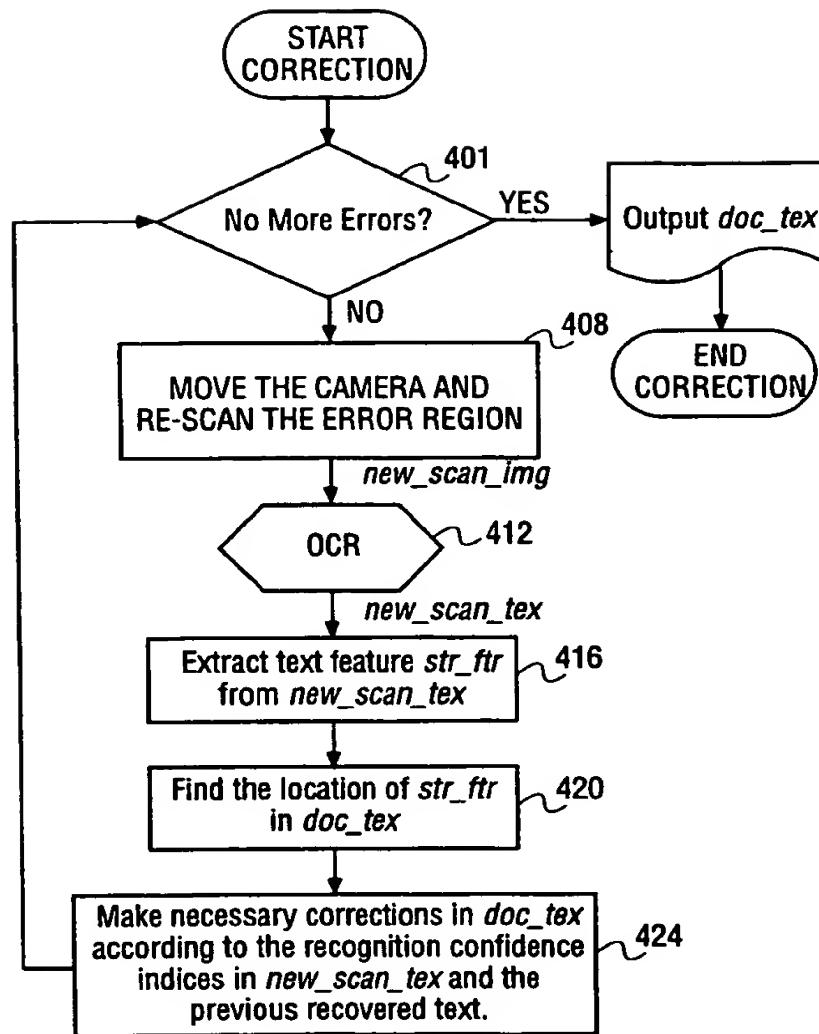 START
CORRECTION
401
No More Errors?
YES
Output doc_tex
NO
END
CORRECTION
408
MOVE THE CAMERA AND
RE-SCAN THE ERROR REGION
new_scan_img
OCR
412
new_scan_tex
Extract text feature str_ftr
from new_scan_tex
416
Find the location of str_ftr
in doc_tex
420
Make necessary corrections in doc_tex
according to the recognition confidence
indices in new_scan_tex and the
previous recovered text.
424